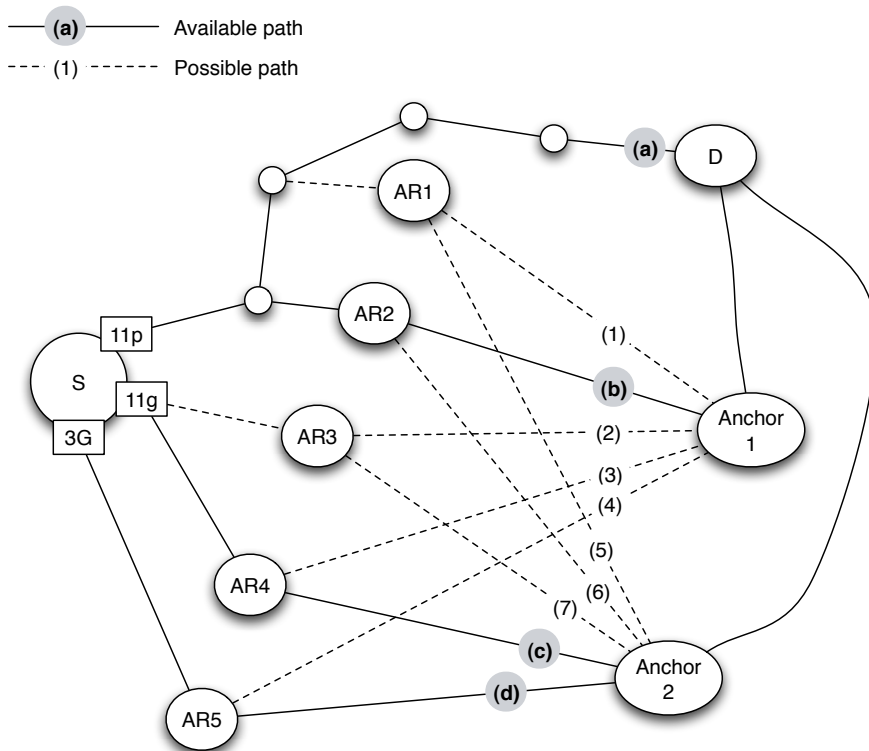 (a) Available path
(1) Possible path
(a)
D
AR1
11p
AR2
(1)
S
11g
(b)
3G
AR3
(2)
Anchor
1
(3)
(4)
(5)
AR4
(6)
(7)
(c)
Anchor
2
(d)
AR5